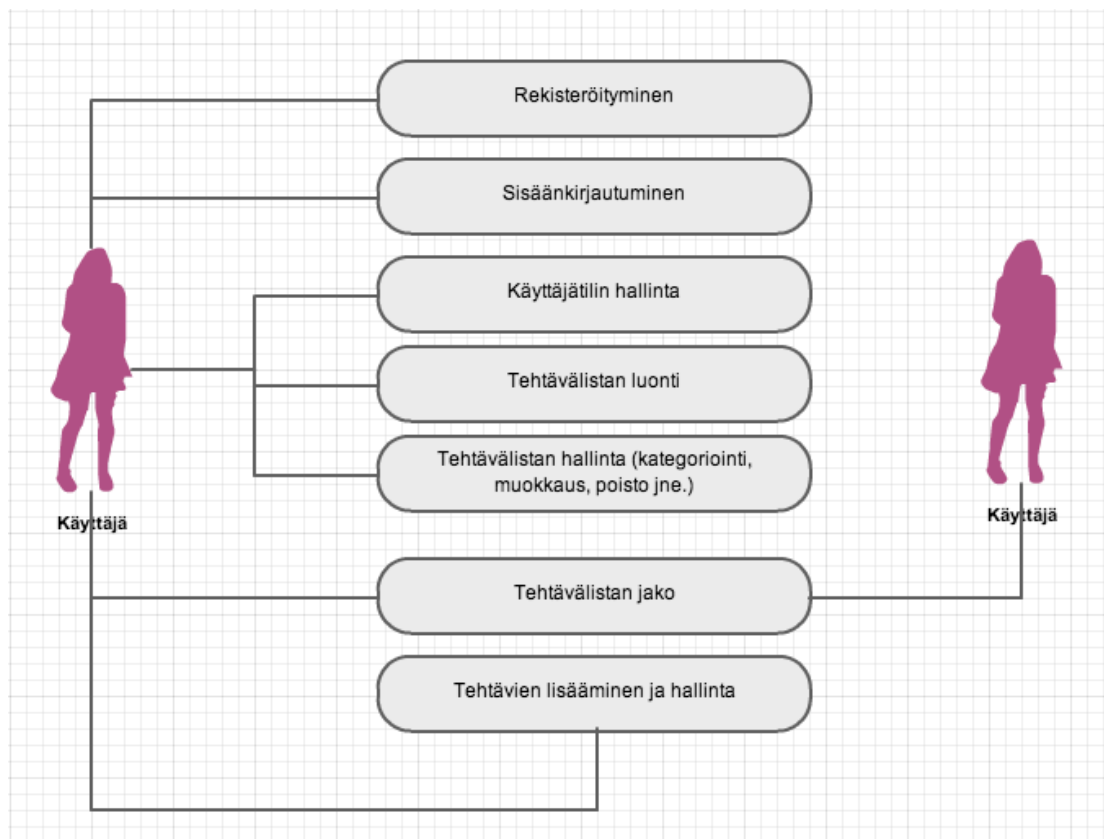 Rekisteröityminen
Sisäänkirjautuminen
Käyttäjätilin hallinta
Tehtävälistan luonti
Tehtävälistan hallinta (kategoriointi,
muokkaus, poisto jne.)
Käyttäjä
Käyttäjä
Tehtävälistan jako
Tehtävien lisääminen ja hallinta